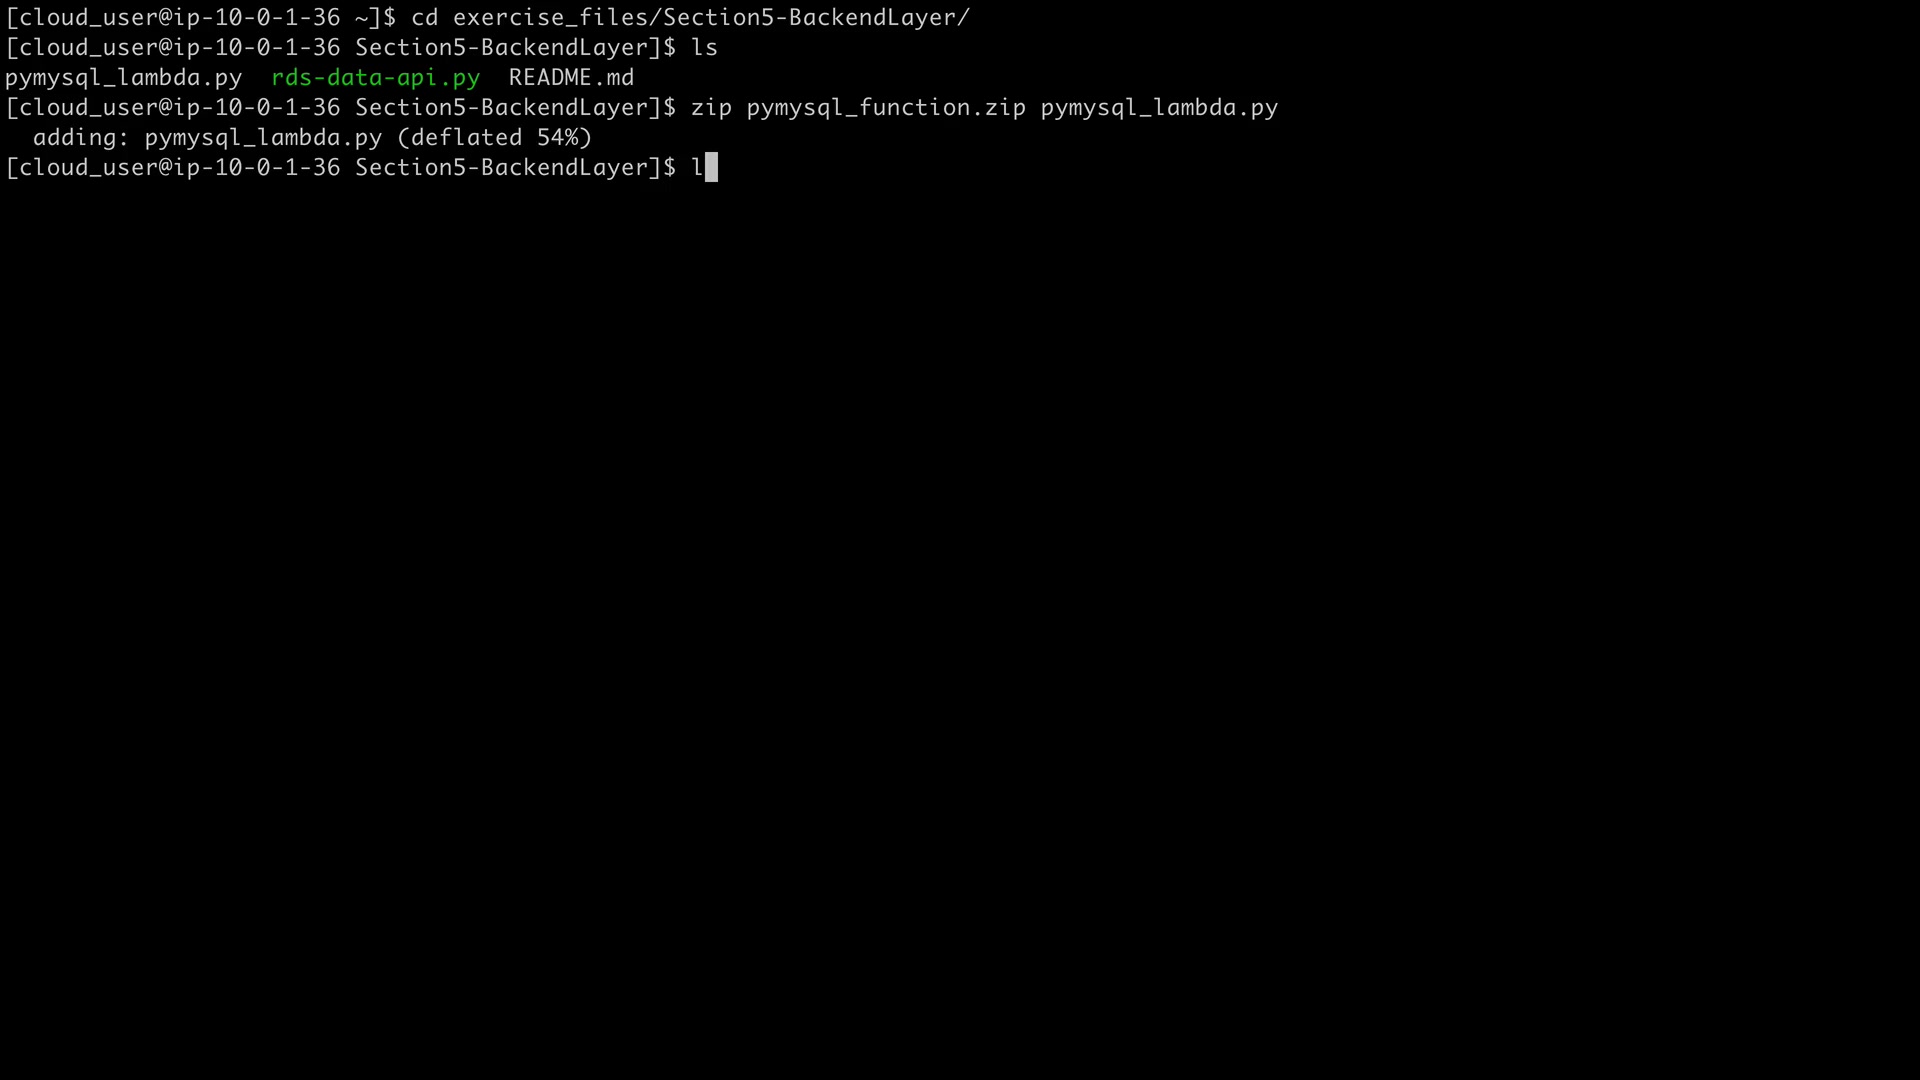 [cloud_user@ip-10-0-1-36 ~]$ cd exercise_files/Section5-BackendLayer/
[cloud_user@ip-10-0-1-36 Section5-BackendLayer]$ ls
pymysql_lambda.py  rds-data-api.py  README.md
[cloud_user@ip-10-0-1-36 Section5-BackendLayer]$ zip pymysql_function.zip pymysql_lambda.py
  adding: pymysql_lambda.py (deflated 54%)
[cloud_user@ip-10-0-1-36 Section5-BackendLayer]$ l